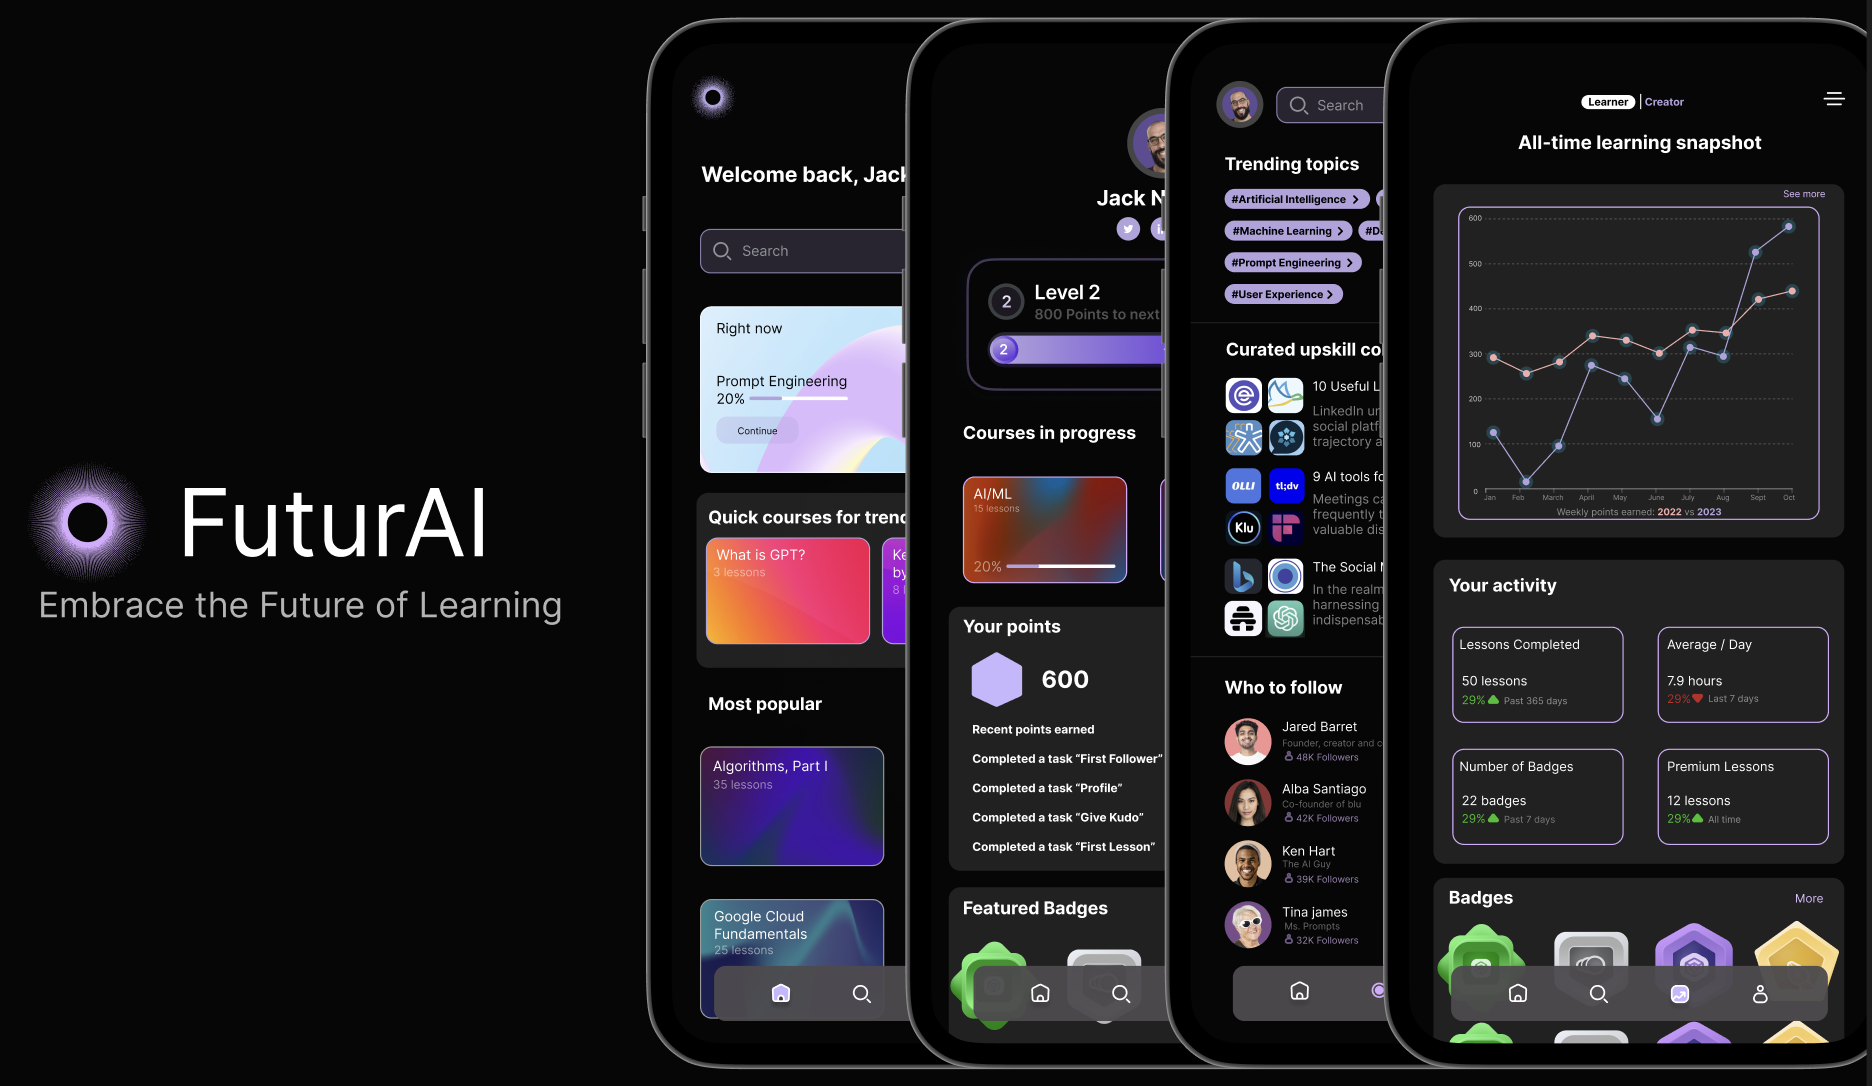 FuturAI
Embrace the Future of Learning
Welcome back, Jack
Search
Right now
Prompt Engineering
20%
Continue
Quick courses for trend
What is GPT?
3 lessons
Ke
by
8 l
Most popular
Algorithms, Part I
35 lessons
Google Cloud
Fundamentals
25 lessons
Jack N
2
Level 2
800 Points to next
2
Courses in progress
AI/ML
15 lessons
20%
Your points
600
Recent points earned
Completed a task “First Follower”
Completed a task “Profile”
Completed a task “Give Kudo”
Completed a task “First Lesson”
Featured Badges
Search
Trending topics
#Artificial Intelligence
#Machine Learning
#Da
#Prompt Engineering
#User Experience
Curated upskill co
10 Useful L
LinkedIn ur
social platf
trajectory a
OLLI
tl;dv
Klu
9 AI tools fo
Meetings ca
frequently t
valuable dis
The Social M
In the realm
harnessing
indispensab
Who to follow
Jared Barret
Founder, creator and c
48K Followers
Alba Santiago
Co-founder of blu
42K Followers
Ken Hart
The AI Guy
39K Followers
Tina james
Ms. Prompts
32K Followers
Learner | Creator
All-time learning snapshot
See more
600
500
400
300
200
100
0
Jan Feb March April May June July Aug Sept Oct
Weekly points earned: 2022 vs 2023
Your activity
Lessons Completed
50 lessons
29% Past 365 days
Average / Day
7.9 hours
29% Last 7 days
Number of Badges
22 badges
29% Past 7 days
Premium Lessons
12 lessons
29% All time
Badges
More